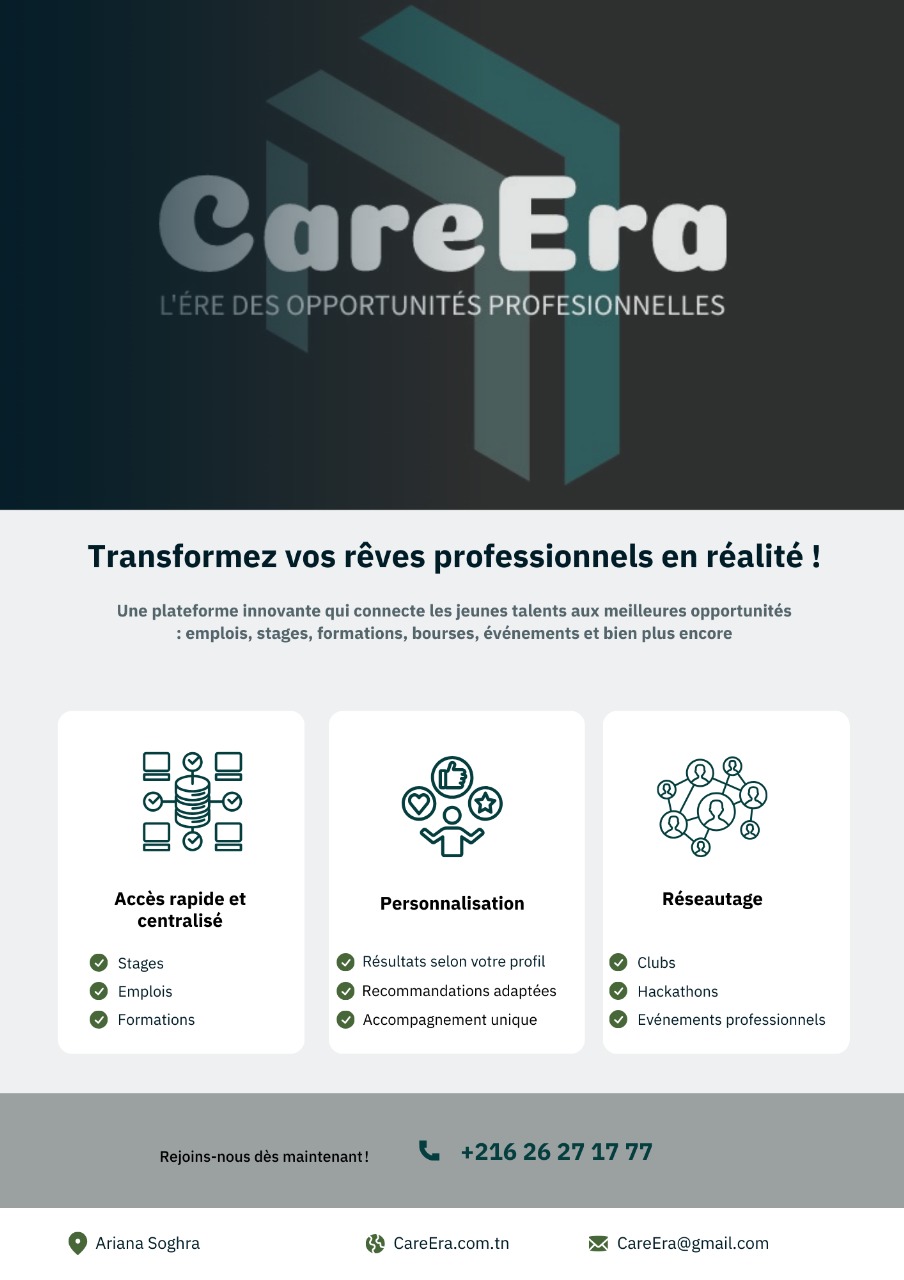 CareEra
L'ÉRE DES OPPORTUNITÉS PROFESIONNELLES
Transformez vos rêves professionnels en réalité !
Une plateforme innovante qui connecte les jeunes talents aux meilleures opportunités
: emplois, stages, formations, bourses, événements et bien plus encore
Accès rapide et
centralisé
Stages
Emplois
Formations
Personnalisation
Résultats selon votre profil
Recommandations adaptées
Accompagnement unique
Réseautage
Clubs
Hackathons
Evénements professionnels
Rejoins-nous dès maintenant !
+216 26 27 17 77
Ariana Soghra
CareEra.com.tn
CareEra@gmail.com